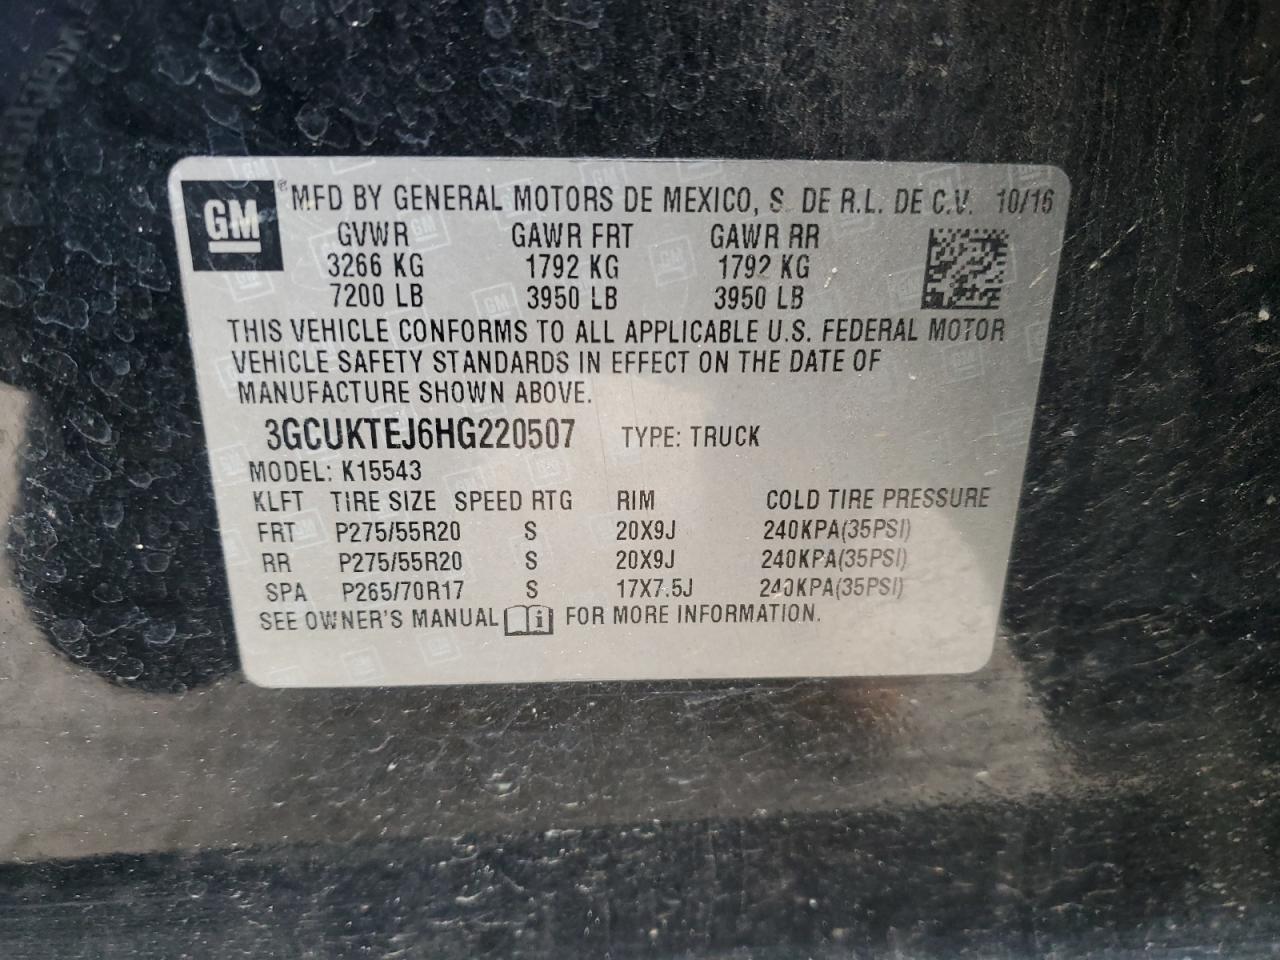 GM ® MFD BY GENERAL MOTORS DE MEXICO, S. DE R.L. DE C.V. 10/16
GVWR GAWR FRT GAWR RR
3266 KG 1792 KG 1792 KG
7200 LB 3950 LB 3950 LB
THIS VEHICLE CONFORMS TO ALL APPLICABLE U.S. FEDERAL MOTOR
VEHICLE SAFETY STANDARDS IN EFFECT ON THE DATE OF
MANUFACTURE SHOWN ABOVE.
3GCUKTEJ6HG220507 TYPE: TRUCK
MODEL: K15543
KLFT TIRE SIZE SPEED RTG RIM COLD TIRE PRESSURE
FRT P275/55R20 S 20X9J 240KPA(35PSI)
RR P275/55R20 S 20X9J 240KPA(35PSI)
SPA P265/70R17 S 17X7.5J 240KPA(35PSI)
SEE OWNER'S MANUAL i FOR MORE INFORMATION.